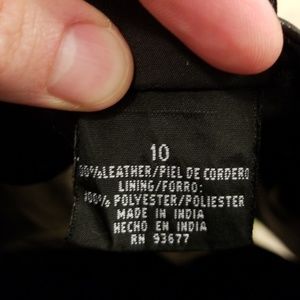 10
100%LEATHER/PIEL DE CORDERO
LINING/FORRO:
100% POLYESTER/POLIESTER
MADE IN INDIA
HECHO EN INDIA
RN 93677